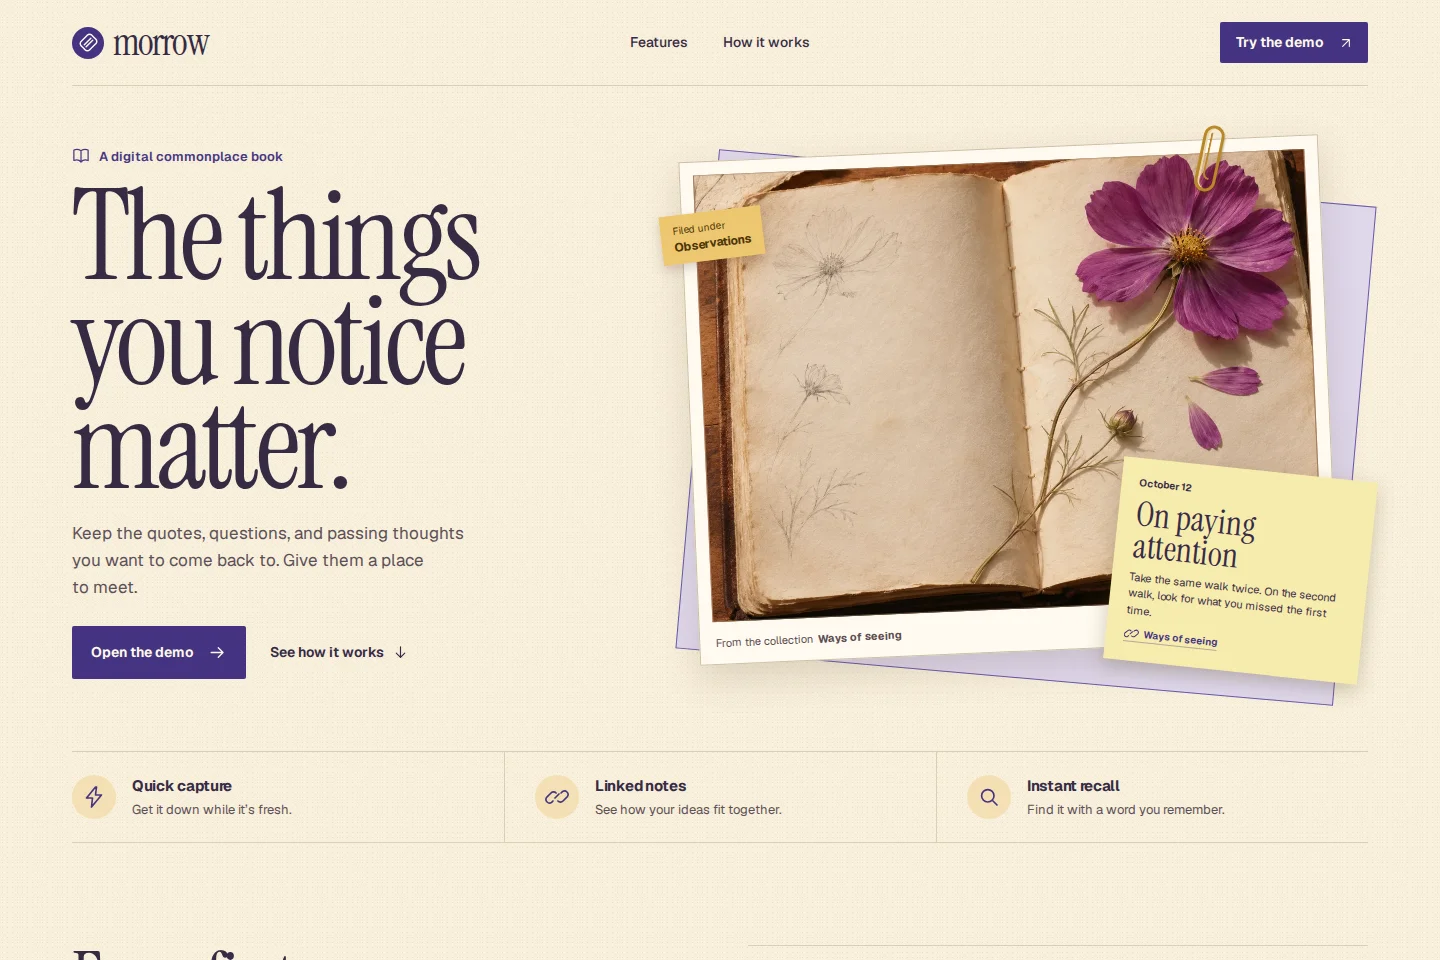 morrow
Features
How it works
Try the demo
A digital commonplace book
The things
you notice
matter.
Keep the quotes, questions, and passing thoughts
you want to come back to. Give them a place
to meet.
Open the demo
See how it works
Filed under
Observations
From the collection Ways of seeing
October 12
On paying
attention
Take the same walk twice. On the second
walk, look for what you missed the first
time.
Ways of seeing
Quick capture
Get it down while it’s fresh.
Linked notes
See how your ideas fit together.
Instant recall
Find it with a word you remember.